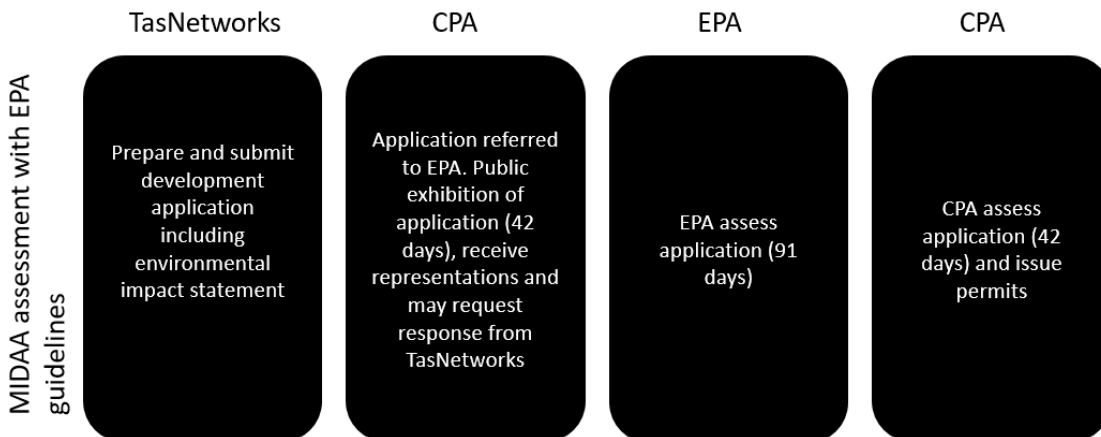 TasNetworks
CPA
EPA
CPA
MIDAA assessment with EPA
guidelines
Prepare and submit
development
application
including
environmental
impact statement
Application referred
to EPA. Public
exhibition of
application (42
days), receive
representations and
may request
response from
TasNetworks
EPA assess
application (91
days)
CPA assess
application (42
days) and issue
permits